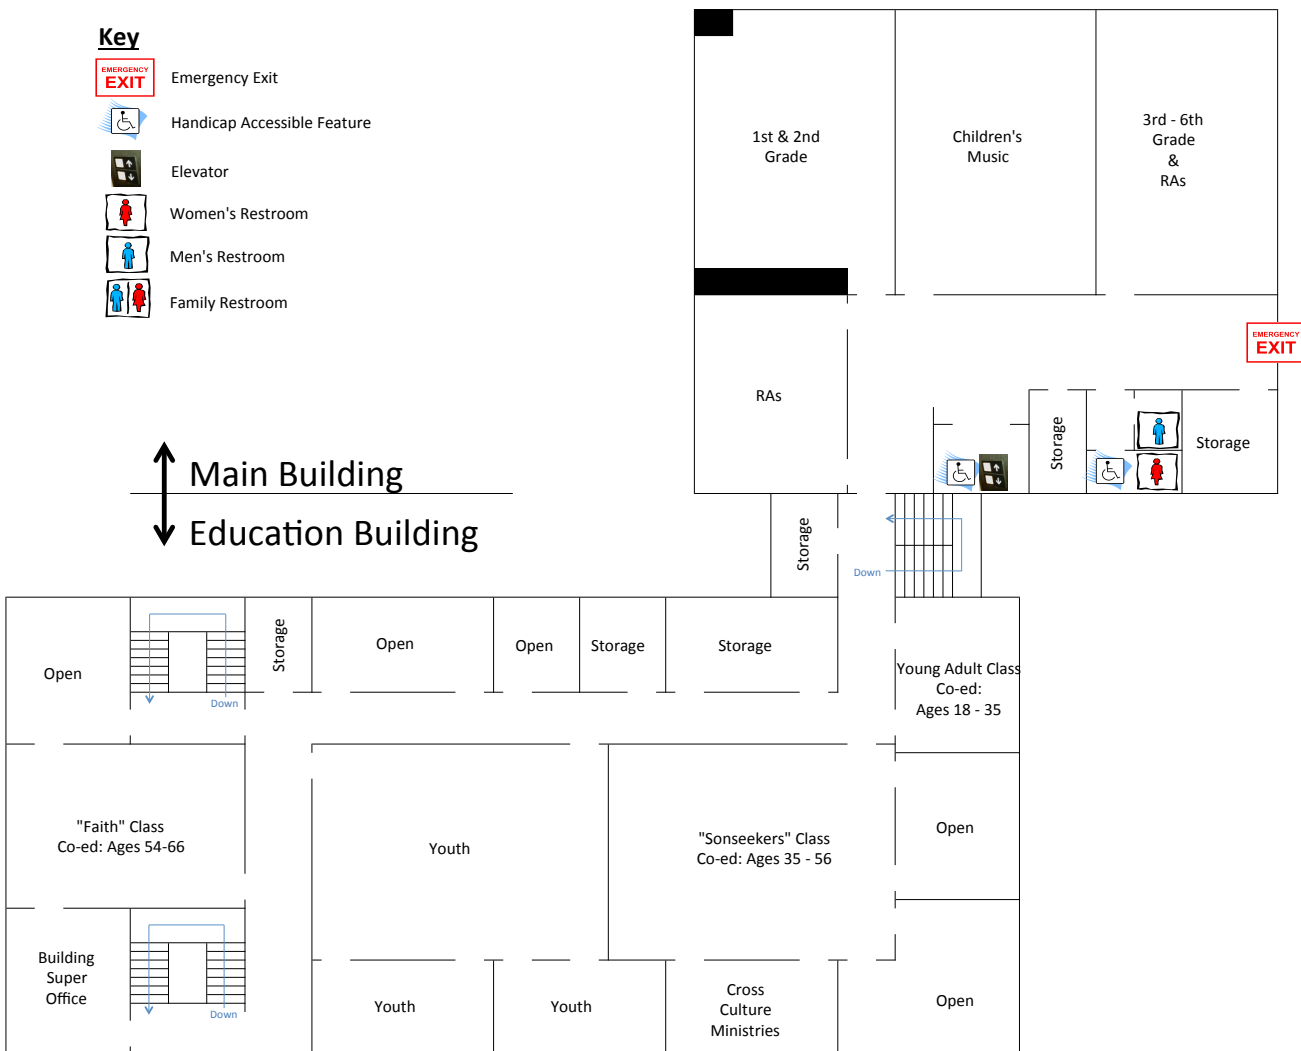 Key
EMERGENCY
EXIT
Emergency Exit
Handicap Accessible Feature
Elevator
Women's Restroom
Men's Restroom
Family Restroom
1st & 2nd
Grade
Children's
Music
3rd - 6th
Grade
&
RAs
EMERGENCY
EXIT
RAs
Storage
Storage
Main Building
Education Building
Storage
Down
Open
Down
Storage
Open
Open
Storage
Storage
Young Adult Class
Co-ed:
Ages 18 - 35
"Faith" Class
Co-ed: Ages 54-66
Youth
"Sonseekers" Class
Co-ed: Ages 35 - 56
Open
Building
Super
Office
Down
Youth
Youth
Cross
Culture
Ministries
Open